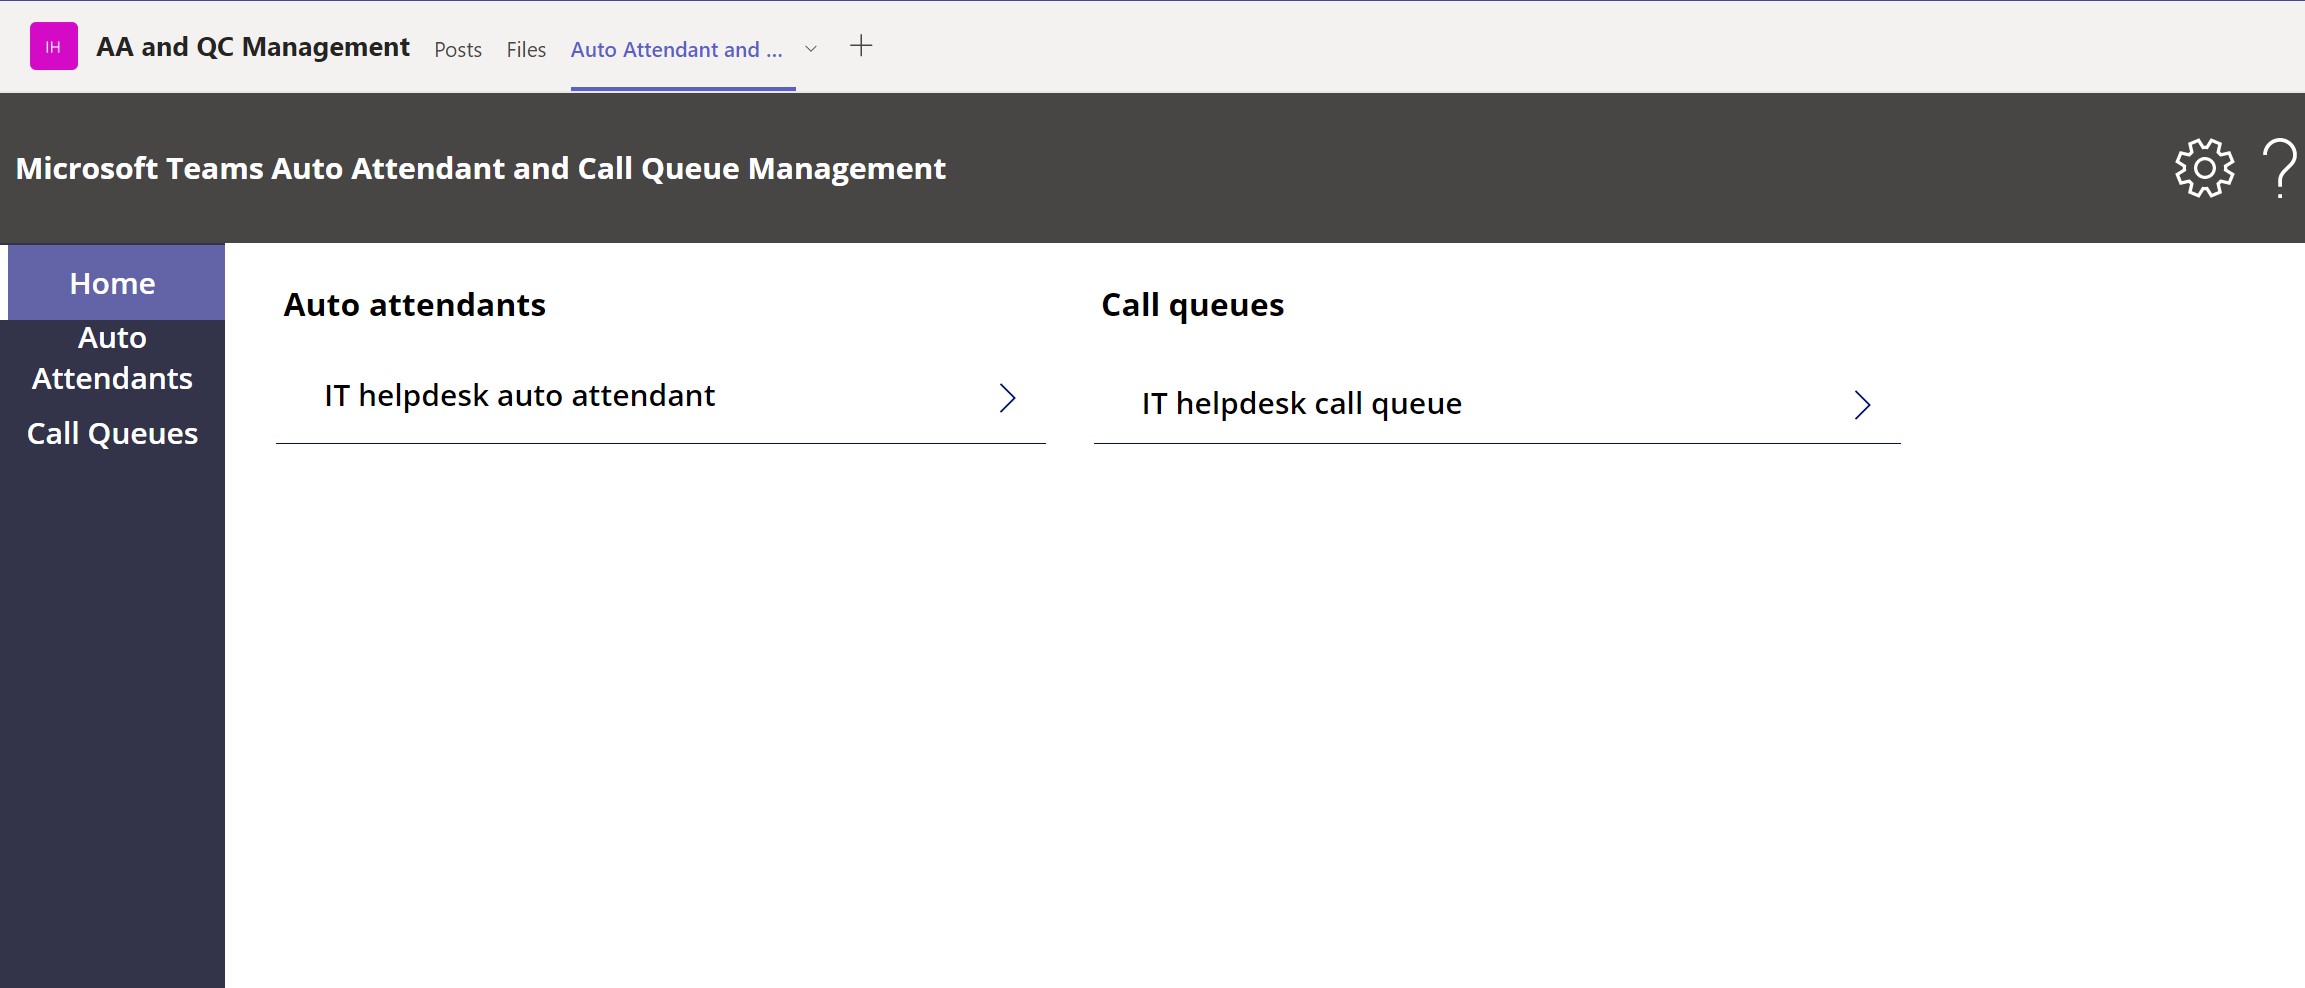 IH
AA and QC Management
Posts
Files
Auto Attendant and ...
Microsoft Teams Auto Attendant and Call Queue Management
Home
Auto
Attendants
Call Queues
Auto attendants
IT helpdesk auto attendant
Call queues
IT helpdesk call queue